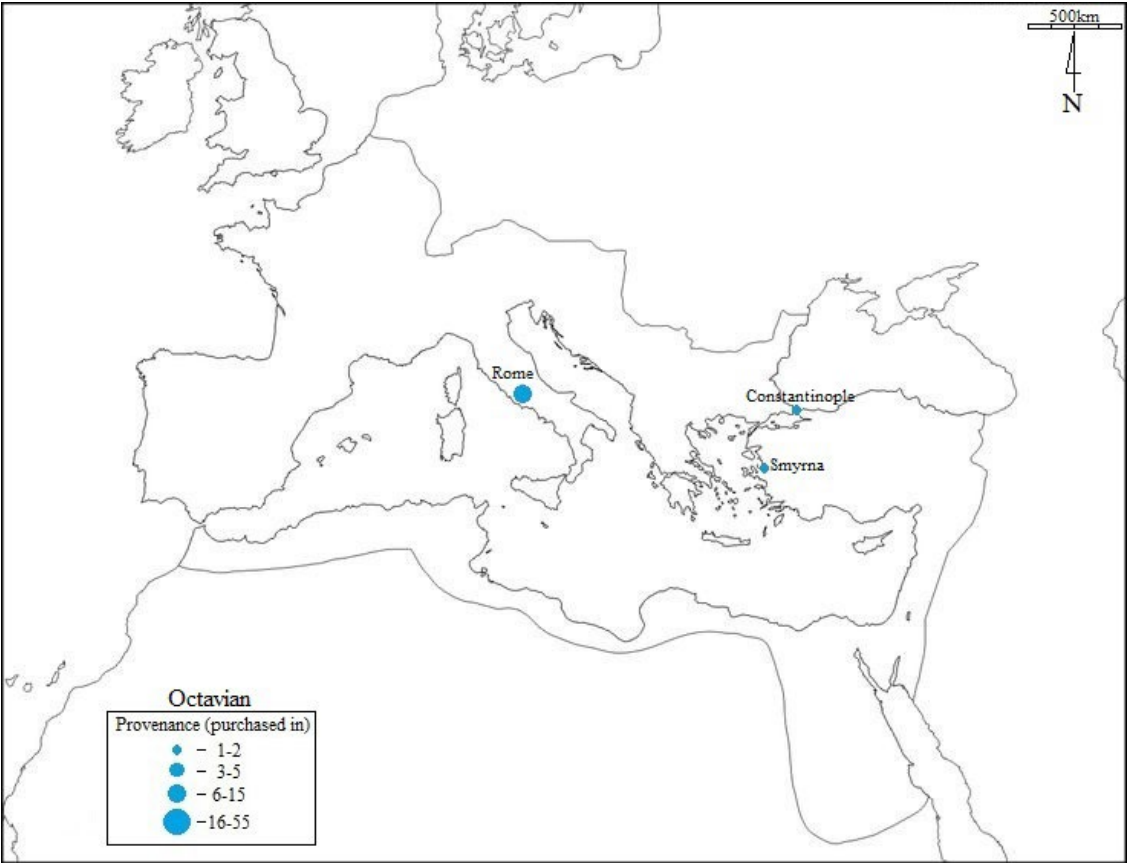 500km
N
Rome
Constantinople
Smyrna
Octavian
Provenance (purchased in)
– 1-2
– 3-5
– 6-15
–16-55